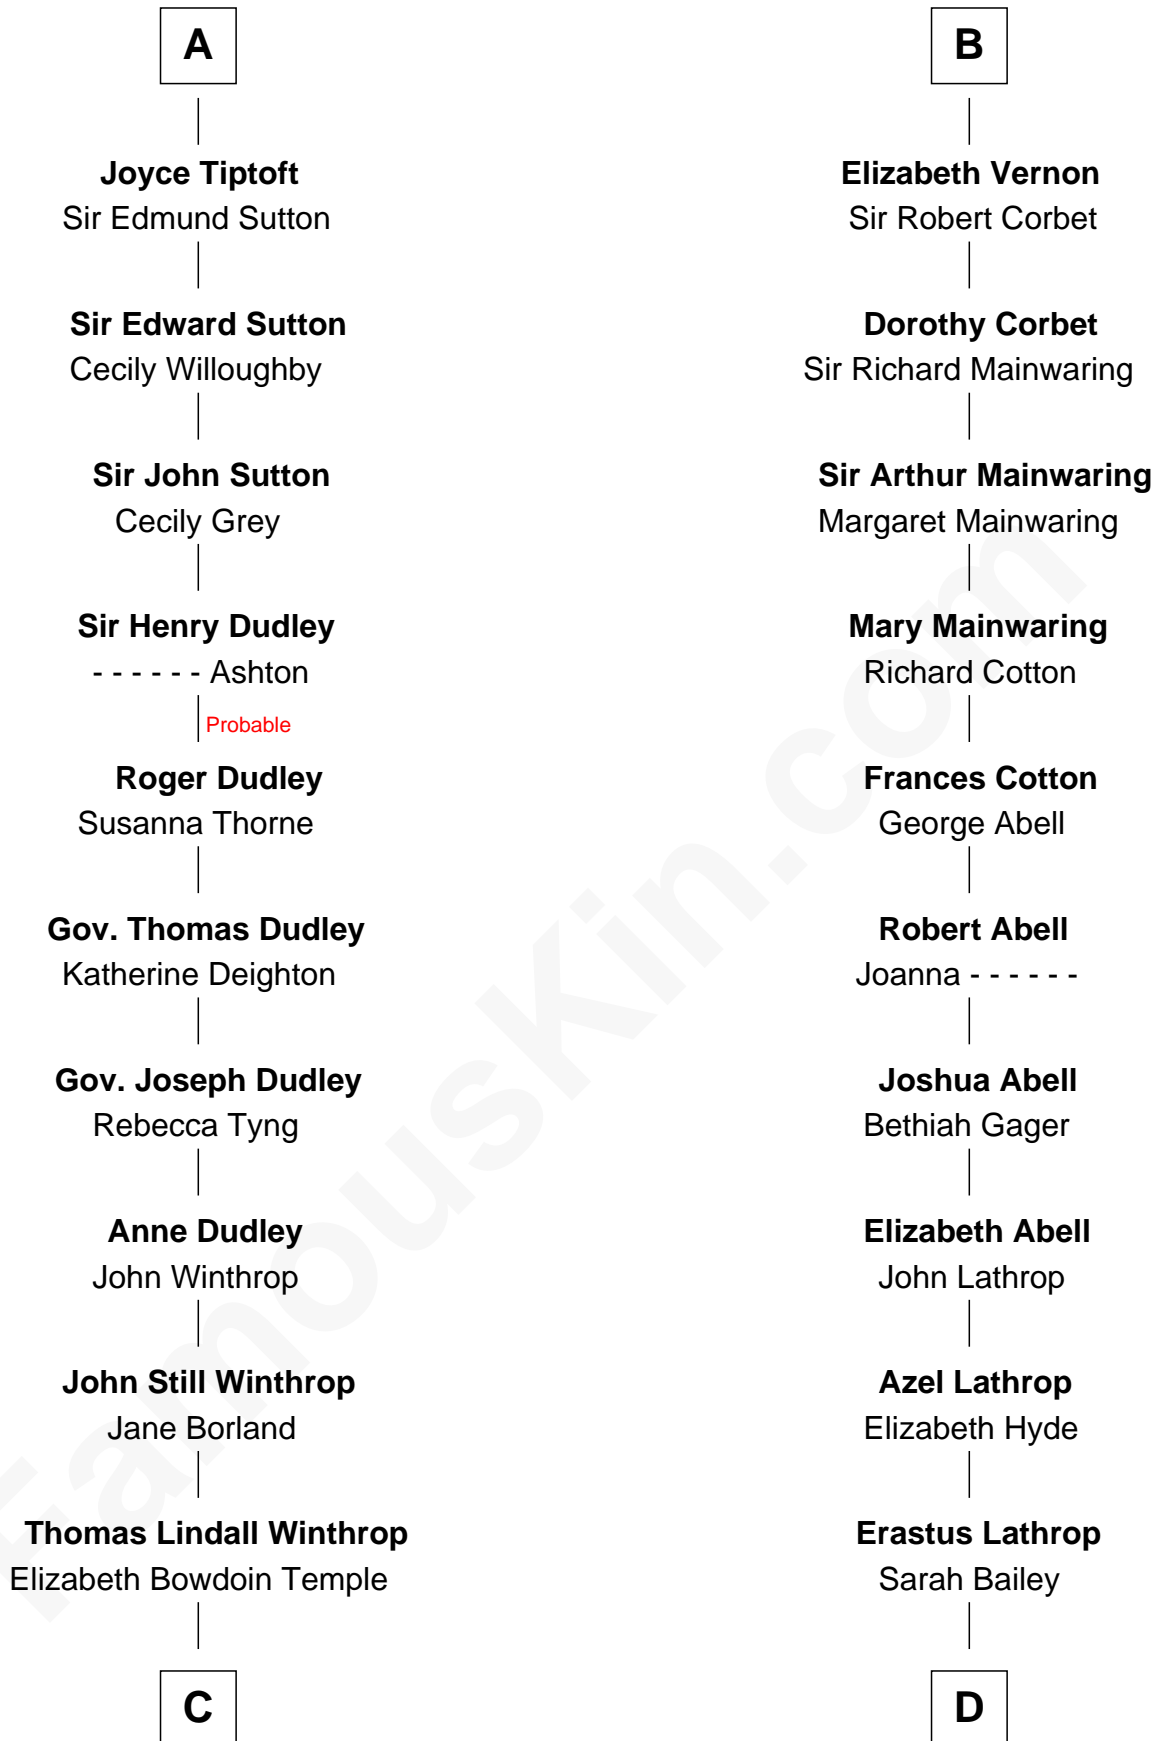 A
Joyce Tiptoft
Sir Edmund Sutton
Sir Edward Sutton
Cecily Willoughby
Sir John Sutton
Cecily Grey
Sir Henry Dudley
- - - - - - Ashton
Probable
Roger Dudley
Susanna Thorne
Gov. Thomas Dudley
Katherine Deighton
Gov. Joseph Dudley
Rebecca Tyng
Anne Dudley
John Winthrop
John Still Winthrop
Jane Borland
Thomas Lindall Winthrop
Elizabeth Bowdoin Temple
C
B
Elizabeth Vernon
Sir Robert Corbet
Dorothy Corbet
Sir Richard Mainwaring
Sir Arthur Mainwaring
Margaret Mainwaring
Mary Mainwaring
Richard Cotton
Frances Cotton
George Abell
Robert Abell
Joanna - - - - - -
Joshua Abell
Bethiah Gager
Elizabeth Abell
John Lathrop
Azel Lathrop
Elizabeth Hyde
Erastus Lathrop
Sarah Bailey
D
FamousKin.com